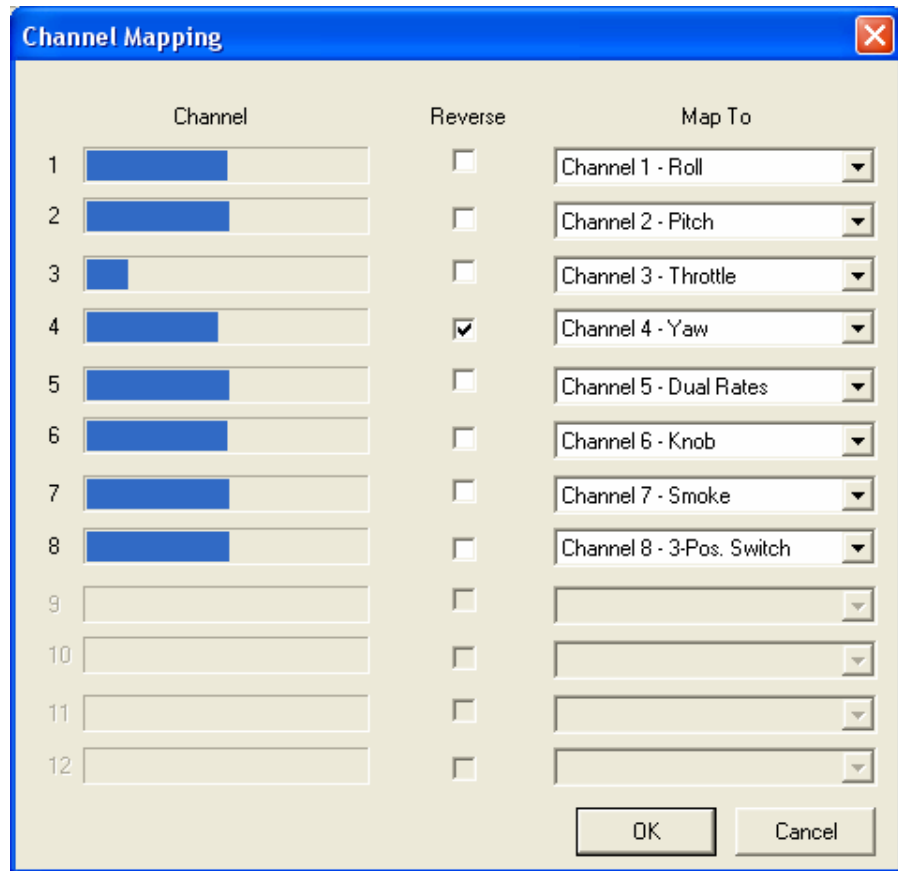 Channel Mapping
Channel Reverse Map To
1 Channel 1 - Roll
2 Channel 2 - Pitch
3 Channel 3 - Throttle
4 Channel 4 - Yaw
5 Channel 5 - Dual Rates
6 Channel 6 - Knob
7 Channel 7 - Smoke
8 Channel 8 - 3-Pos. Switch
9
10
11
12
OK Cancel